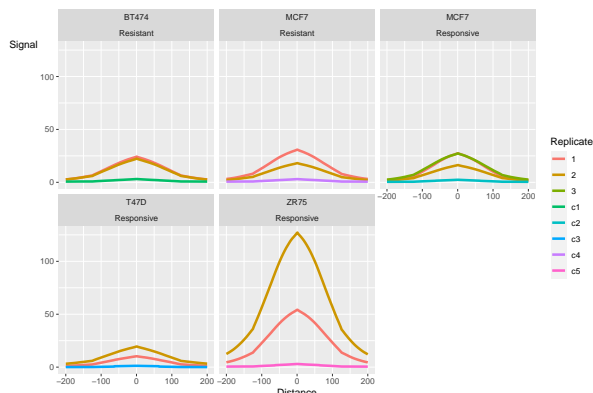 BT474
MCF7
MCF7
Resistant
Resistant
Responsive
Signal
100
50
0
−200 −100 0 100 200
T47D
ZR75
Responsive
Responsive
100
50
0
−200 −100 0 100 200
−200 −100 0 100 200
Distance
Replicate
1
2
3
c1
c2
c3
c4
c5